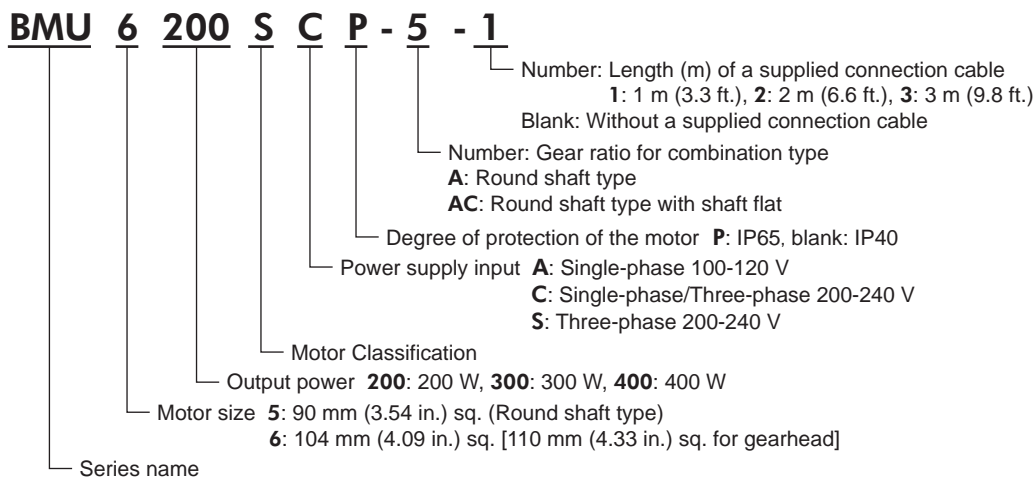 BMU 6 200 S C P - 5 - 1
Number: Length (m) of a supplied connection cable
1: 1 m (3.3 ft.), 2: 2 m (6.6 ft.), 3: 3 m (9.8 ft.)
Blank: Without a supplied connection cable
Number: Gear ratio for combination type
A: Round shaft type
AC: Round shaft type with shaft flat
Degree of protection of the motor P: IP65, blank: IP40
Power supply input A: Single-phase 100-120 V
C: Single-phase/Three-phase 200-240 V
S: Three-phase 200-240 V
Motor Classification
Output power 200: 200 W, 300: 300 W, 400: 400 W
Motor size 5: 90 mm (3.54 in.) sq. (Round shaft type)
6: 104 mm (4.09 in.) sq. [110 mm (4.33 in.) sq. for gearhead]
Series name